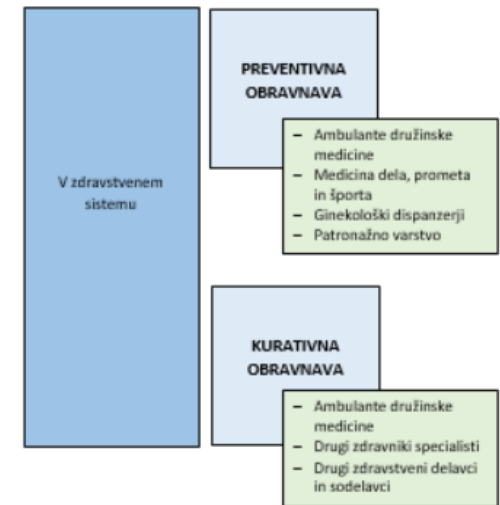 V zdravstvenem
sistemu
PREVENTIVNA
OBRAVNAVA
– Ambulante družinske
medicine
– Medicina dela, prometa
in športa
– Ginekološki dispanzerji
– Patronažno varstvo
KURATIVNA
OBRAVNAVA
– Ambulante družinske
medicine
– Drugi zdravniki specialisti
– Drugi zdravstveni delavci
in sodelavci